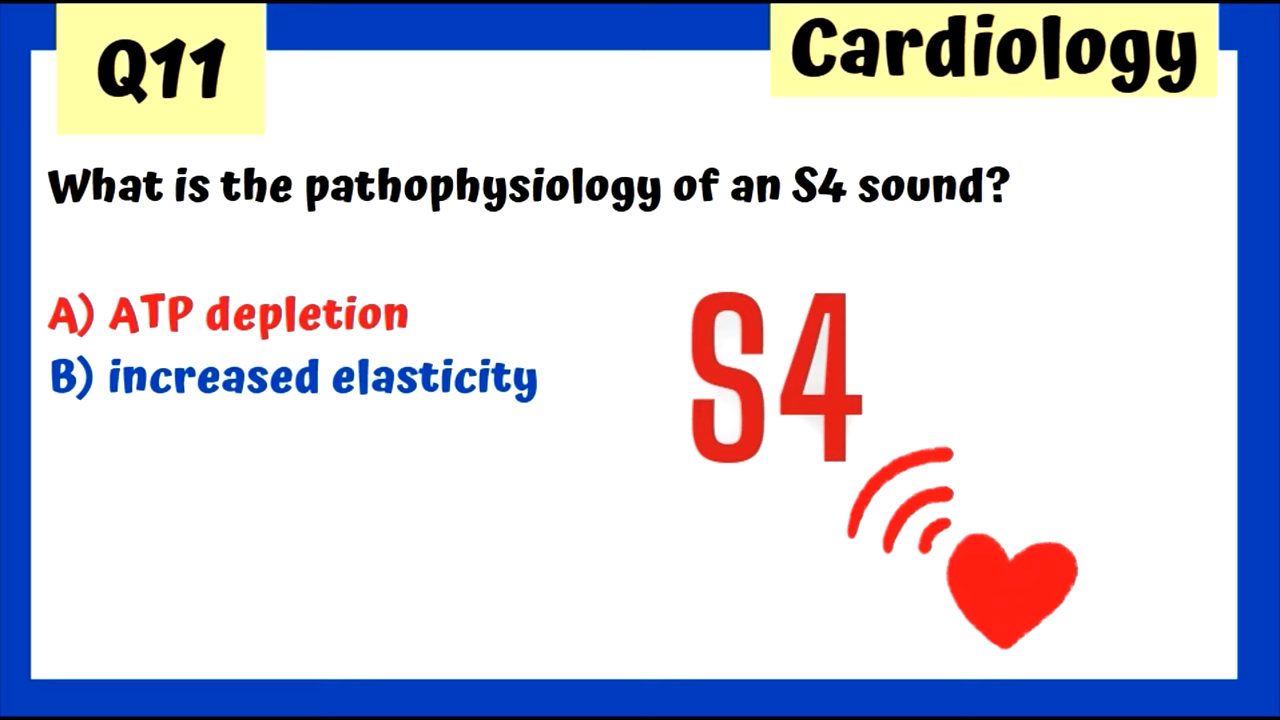 Q11
Cardiology
What is the pathophysiology of an S4 sound?
A) ATP depletion
B) increased elasticity
S4